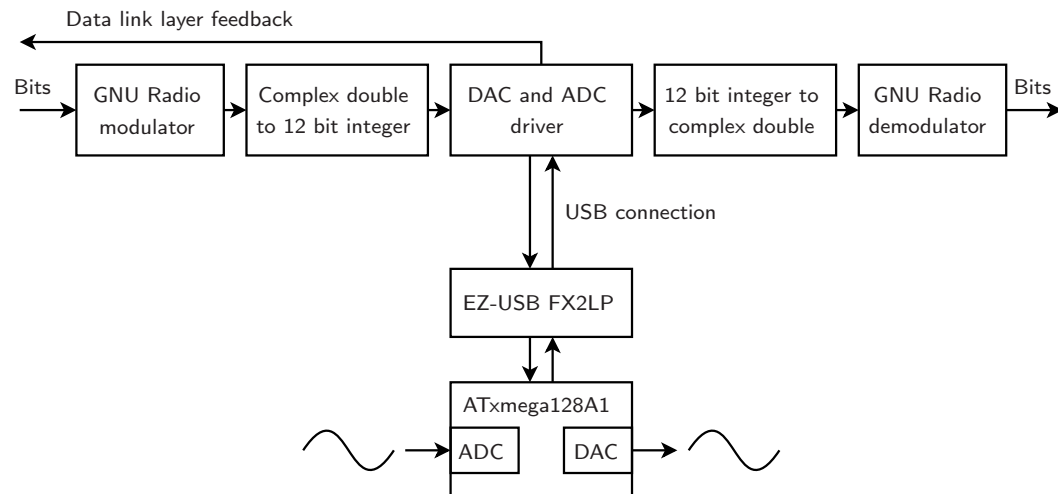 Data link layer feedback
Bits
GNU Radio
modulator
Complex double
to 12 bit integer
DAC and ADC
driver
12 bit integer to
complex double
GNU Radio
demodulator
Bits
USB connection
EZ-USB FX2LP
ATxmega128A1
ADC
DAC